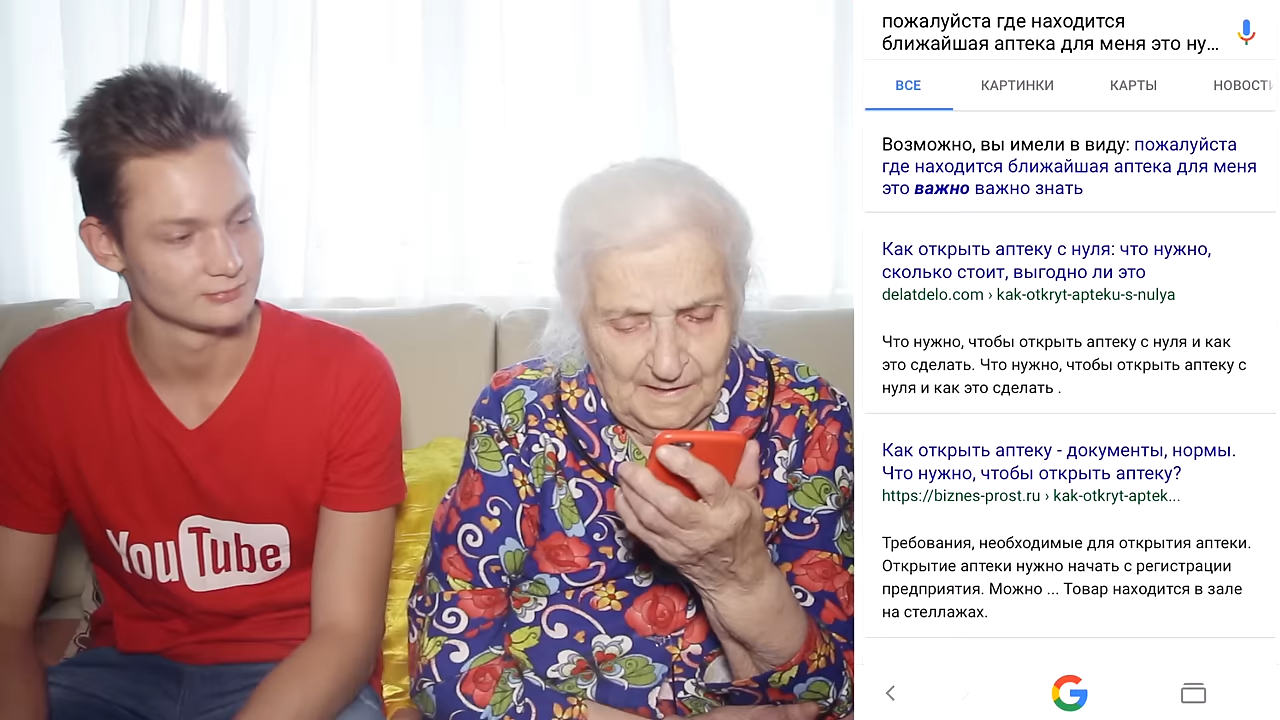 YouTube
пожалуйста где находится
ближайшая аптека для меня это ну...
ВСЕ КАРТИНКИ КАРТЫ НОВОСТИ
Возможно, вы имели в виду: пожалуйста
где находится ближайшая аптека для меня
это важно важно знать
Как открыть аптеку с нуля: что нужно,
сколько стоит, выгодно ли это
delatdelo.com › kak-otkryt-apteku-s-nulya
Что нужно, чтобы открыть аптеку с нуля и как
это сделать. Что нужно, чтобы открыть аптеку с
нуля и как это сделать .
Как открыть аптеку - документы, нормы.
Что нужно, чтобы открыть аптеку?
https://biznes-prost.ru › kak-otkryt-aptek...
Требования, необходимые для открытия аптеки.
Открытие аптеки нужно начать с регистрации
предприятия. Можно ... Товар находится в зале
на стеллажах.